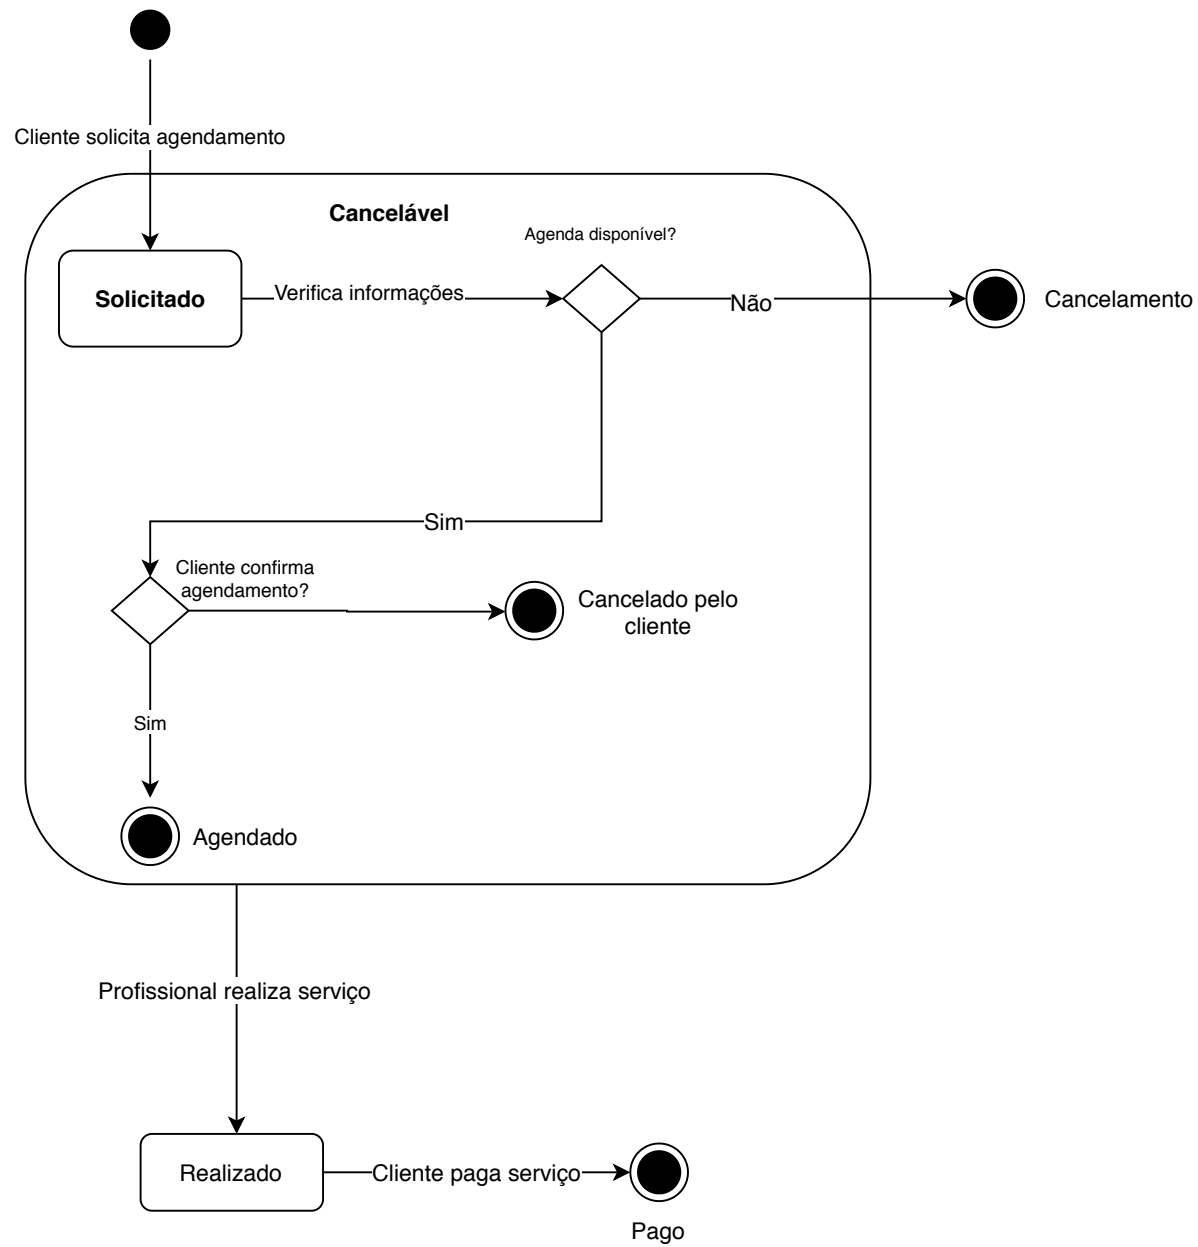 Cliente solicita agendamento
Cancelável
Agenda disponível?
Solicitado
Verifica informações
Não
Cancelamento
Sim
Cliente confirma
agendamento?
Cancelado pelo
cliente
Sim
Agendado
Profissional realiza serviço
Realizado
Cliente paga serviço
Pago